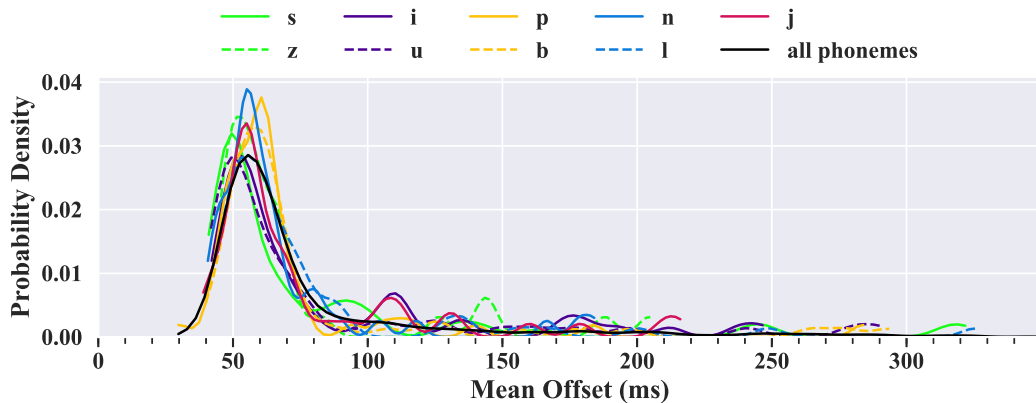 s i p n j
z u b l all phonemes
0.04
0.03
0.02
0.01
0.00
Probability Density
0 50 100 150 200 250 300
Mean Offset (ms)